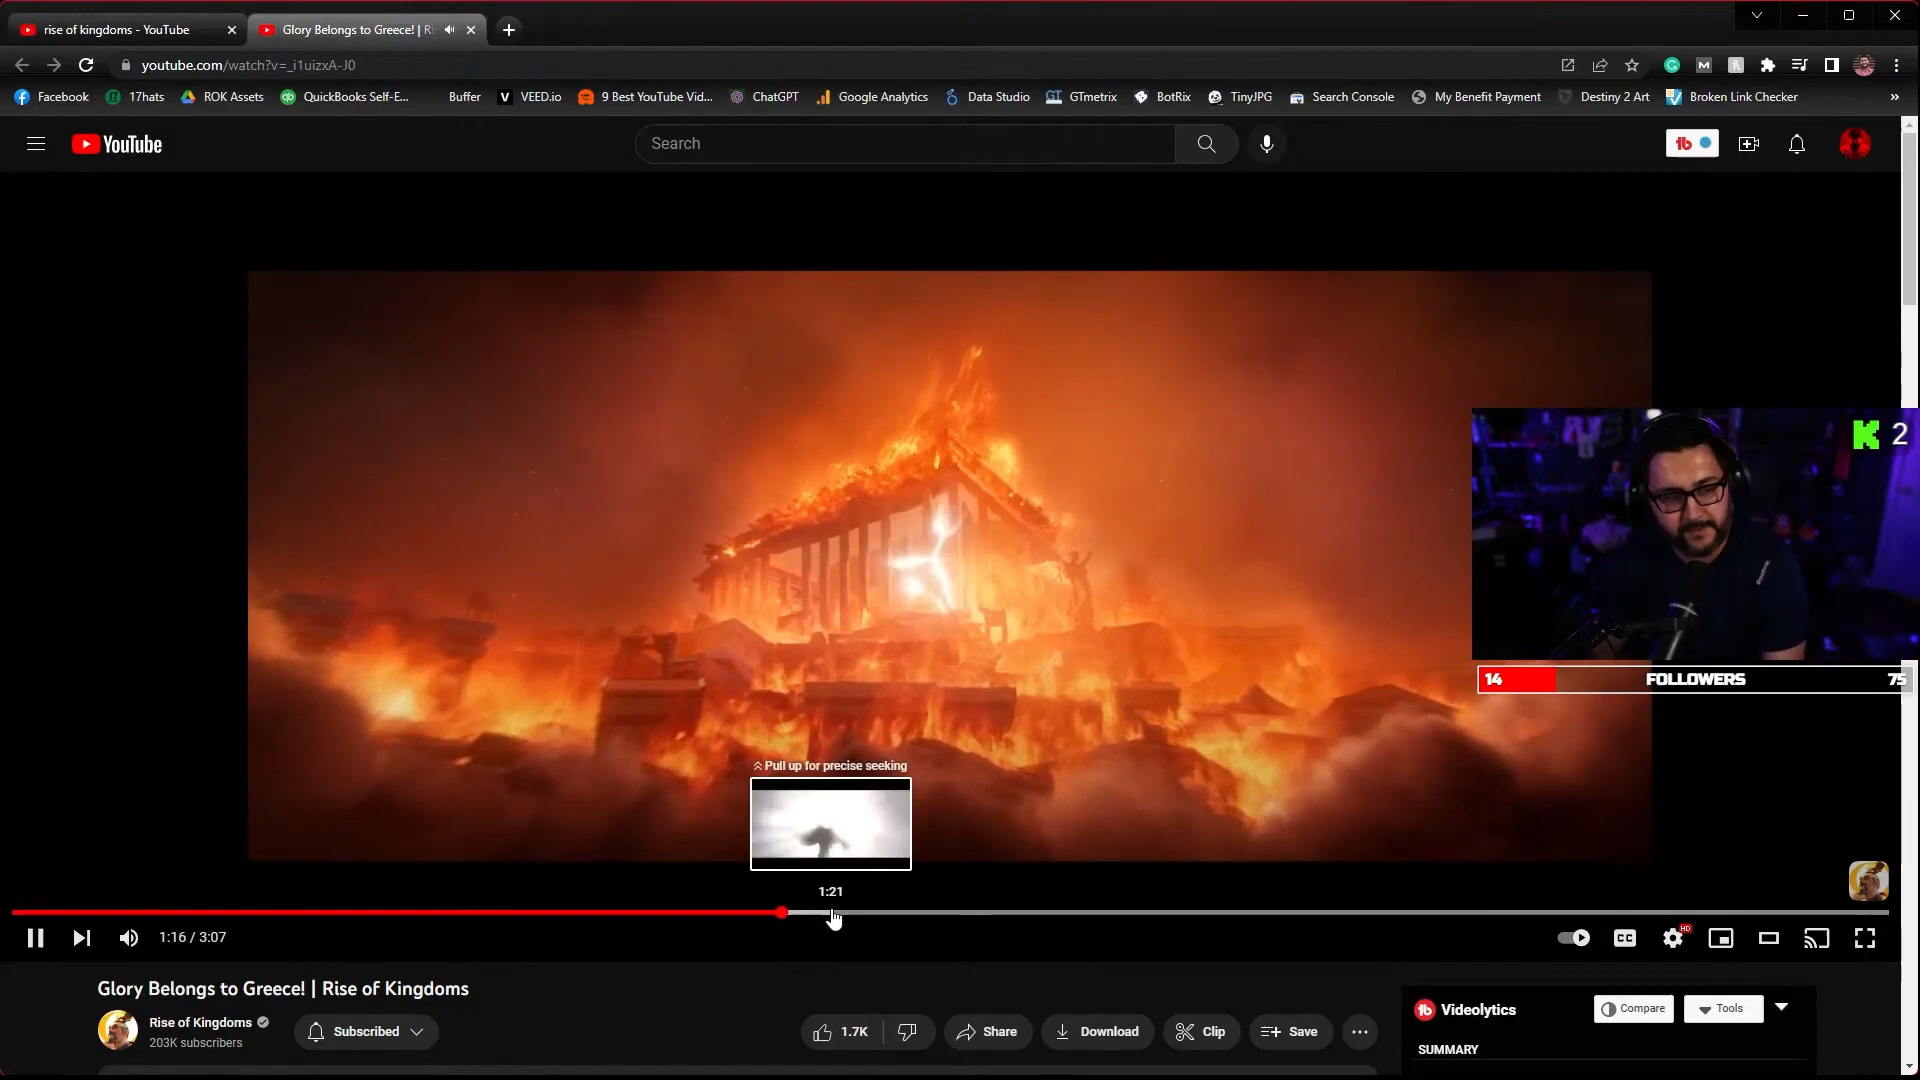 rise of kingdoms - YouTube
Glory Belongs to Greece! | Ri
youtube.com/watch?v=_i1uizxA-J0
Facebook
17hats
ROK Assets
QuickBooks Self-E...
Buffer
VEED.io
9 Best YouTube Vid...
ChatGPT
Google Analytics
Data Studio
GTmetrix
BotRix
TinyJPG
Search Console
My Benefit Payment
Destiny 2 Art
Broken Link Checker
»
YouTube
Search
K 2
Reebok
14 FOLLOWERS 75
Pull up for precise seeking
1:21
1:16 / 3:07
CC
HD
Glory Belongs to Greece! | Rise of Kingdoms
Rise of Kingdoms
203K subscribers
Subscribed
1.7K
Share
Download
Clip
Save
Videolytics
Compare
Tools
SUMMARY